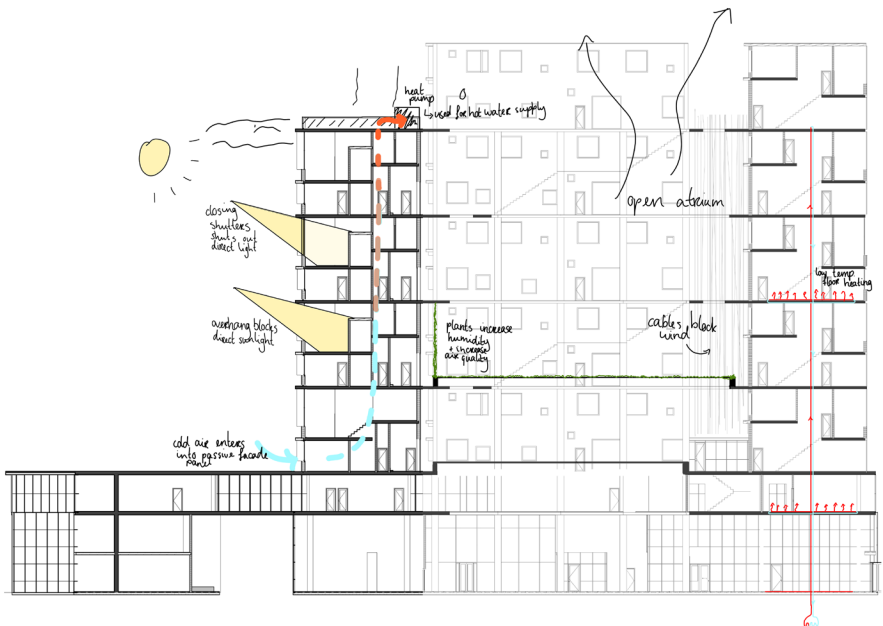 heat
pump
↳ used for hot water supply
open atrium
closing
shutters
shuts out
direct light
low temp
floor heating
overhang blocks
direct sunlight
plants increase
humidity
+ increase
air quality
cables block
wind
cold air enters
into passive facade
panel